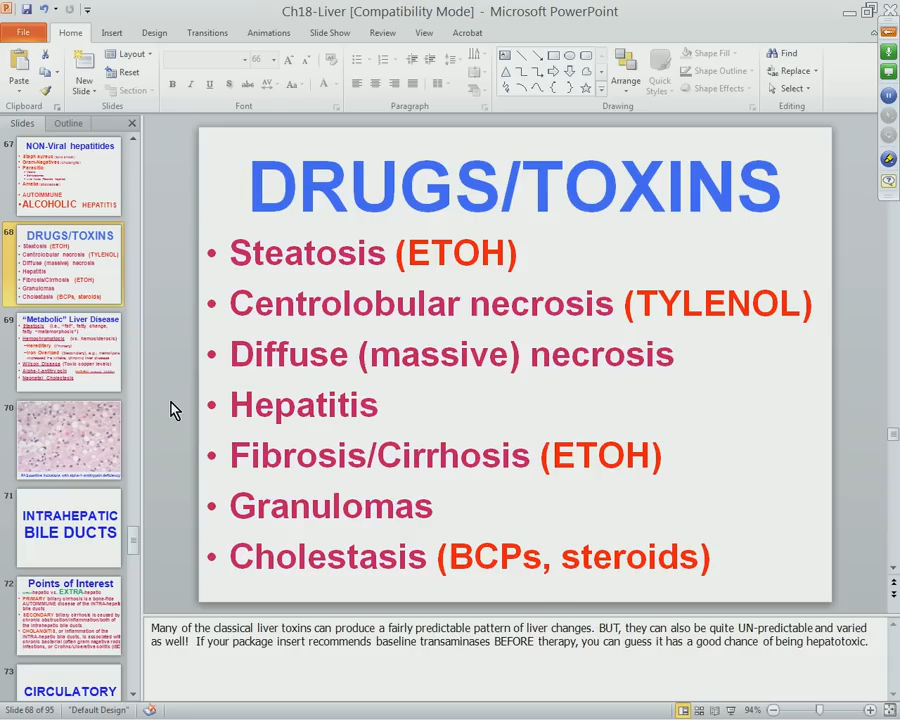 Ch18-Liver [Compatibility Mode] - Microsoft PowerPoint
File Home Insert Design Transitions Animations Slide Show Review View Acrobat
Paste
New Slide
Layout
Reset
Section
66
Arrange
Quick Styles
Shape Fill
Shape Outline
Shape Effects
Find
Replace
Select
Clipboard Slides Font Paragraph Drawing Editing
Slides Outline
67
NON-Viral hepatitides
• AUTOIMMUNE
• ALCOHOLIC HEPATITIS
68
DRUGS/TOXINS
• Steatosis (ETOH)
• Centrolobular necrosis (TYLENOL)
• Diffuse (massive) necrosis
• Hepatitis
• Fibrosis/Cirrhosis (ETOH)
• Granulomas
• Cholestasis (BCPs, steroids)
69
"Metabolic" Liver Disease
70
71
INTRAHEPATIC
BILE DUCTS
72
Points of Interest
73
CIRCULATORY
DRUGS/TOXINS
• Steatosis (ETOH)
• Centrolobular necrosis (TYLENOL)
• Diffuse (massive) necrosis
• Hepatitis
• Fibrosis/Cirrhosis (ETOH)
• Granulomas
• Cholestasis (BCPs, steroids)
Many of the classical liver toxins can produce a fairly predictable pattern of liver changes. BUT, they can also be quite UN-predictable and varied
as well! If your package insert recommends baseline transaminases BEFORE therapy, you can guess it has a good chance of being hepatotoxic.
Slide 68 of 95 "Default Design" 94%